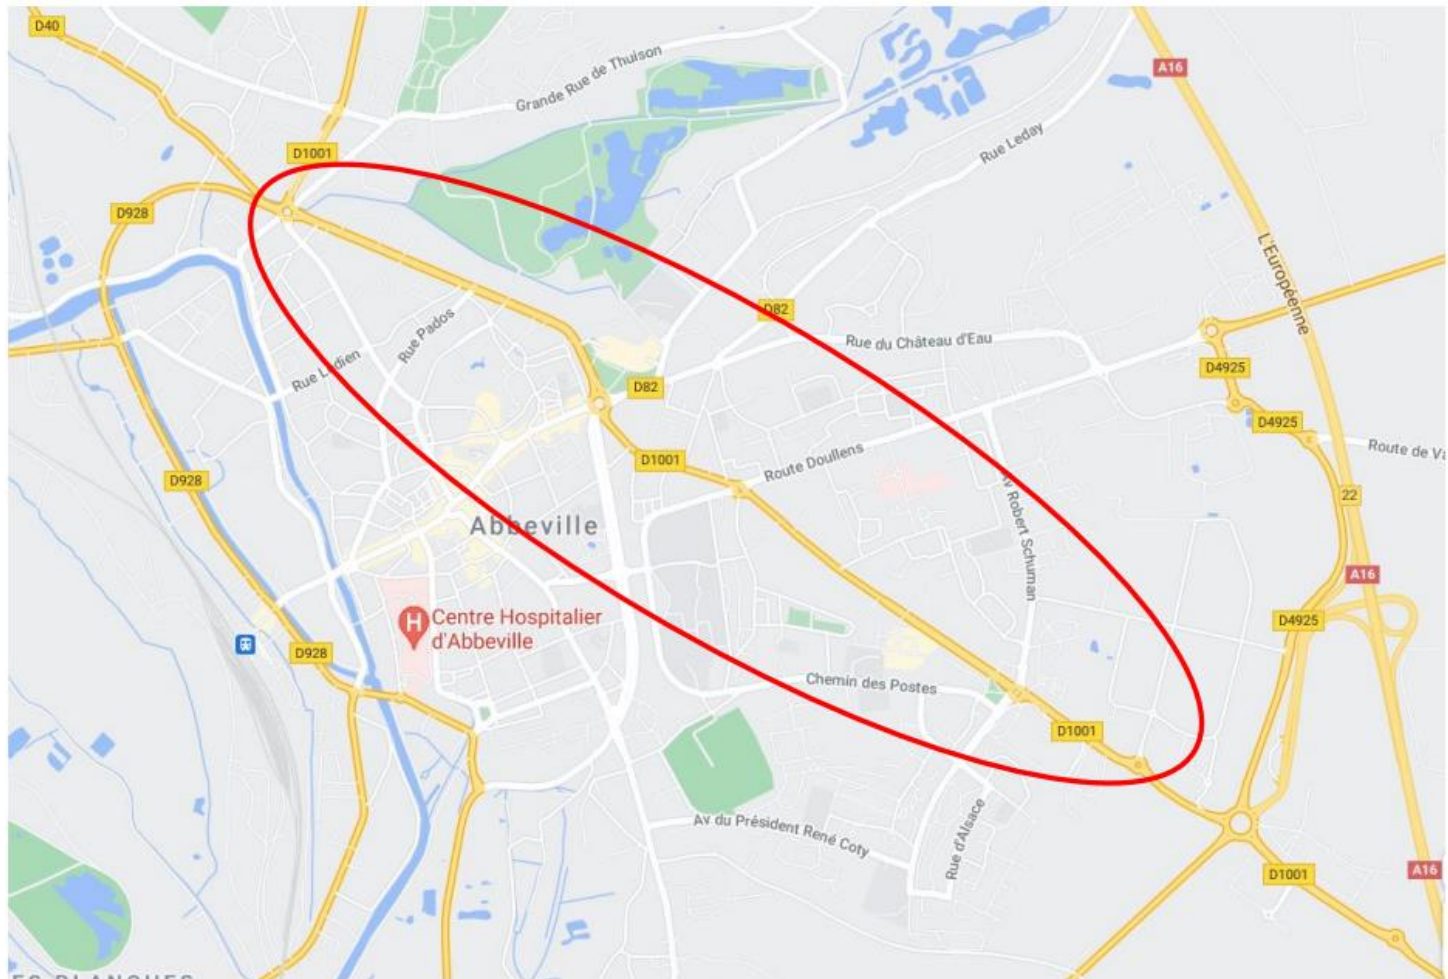 D40
Grande Rue de Thuison
A16
Rue Leday
D1001
D928
L'Européenne
D82
Rue Pados
Rue du Château d'Eau
Rue Ledien
D4925
D82
D4925
Route de Va
D1001
Route Doullens
D928
22
Av Robert Schuman
Abbeville
A16
H
Centre Hospitalier
d'Abbeville
D4925
D928
Chemin des Postes
D1001
Av du Président René Coty
Rue d'Alsace
D1001
A16